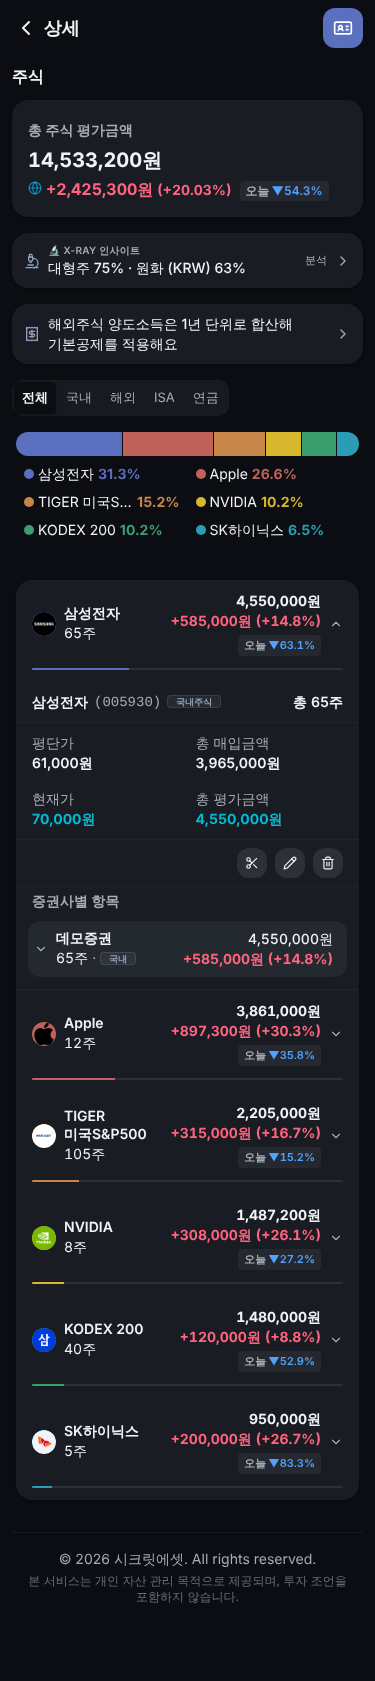 상세
주식
총 주식 평가금액
14,533,200원
+2,425,300원 (+20.03%) 오늘 ▼54.3%
🔬 X-RAY 인사이트
대형주 75% · 원화 (KRW) 63%
분석
해외주식 양도소득은 1년 단위로 합산해
기본공제를 적용해요
전체 국내 해외 ISA 연금
삼성전자 31.3% Apple 26.6%
TIGER 미국S... 15.2% NVIDIA 10.2%
KODEX 200 10.2% SK하이닉스 6.5%
SAMSUNG
삼성전자
65주
4,550,000원
+585,000원 (+14.8%)
오늘 ▼63.1%
삼성전자 (005930) 국내주식 총 65주
평단가 총 매입금액
61,000원 3,965,000원
현재가 총 평가금액
70,000원 4,550,000원
증권사별 항목
데모증권
65주 · 국내
4,550,000원
+585,000원 (+14.8%)
Apple
12주
3,861,000원
+897,300원 (+30.3%)
오늘 ▼35.8%
TIGER
미국S&P500
105주
2,205,000원
+315,000원 (+16.7%)
오늘 ▼15.2%
NVIDIA
8주
1,487,200원
+308,000원 (+26.1%)
오늘 ▼27.2%
삼
KODEX 200
40주
1,480,000원
+120,000원 (+8.8%)
오늘 ▼52.9%
SK하이닉스
5주
950,000원
+200,000원 (+26.7%)
오늘 ▼83.3%
© 2026 시크릿에셋. All rights reserved.
본 서비스는 개인 자산 관리 목적으로 제공되며, 투자 조언을
포함하지 않습니다.